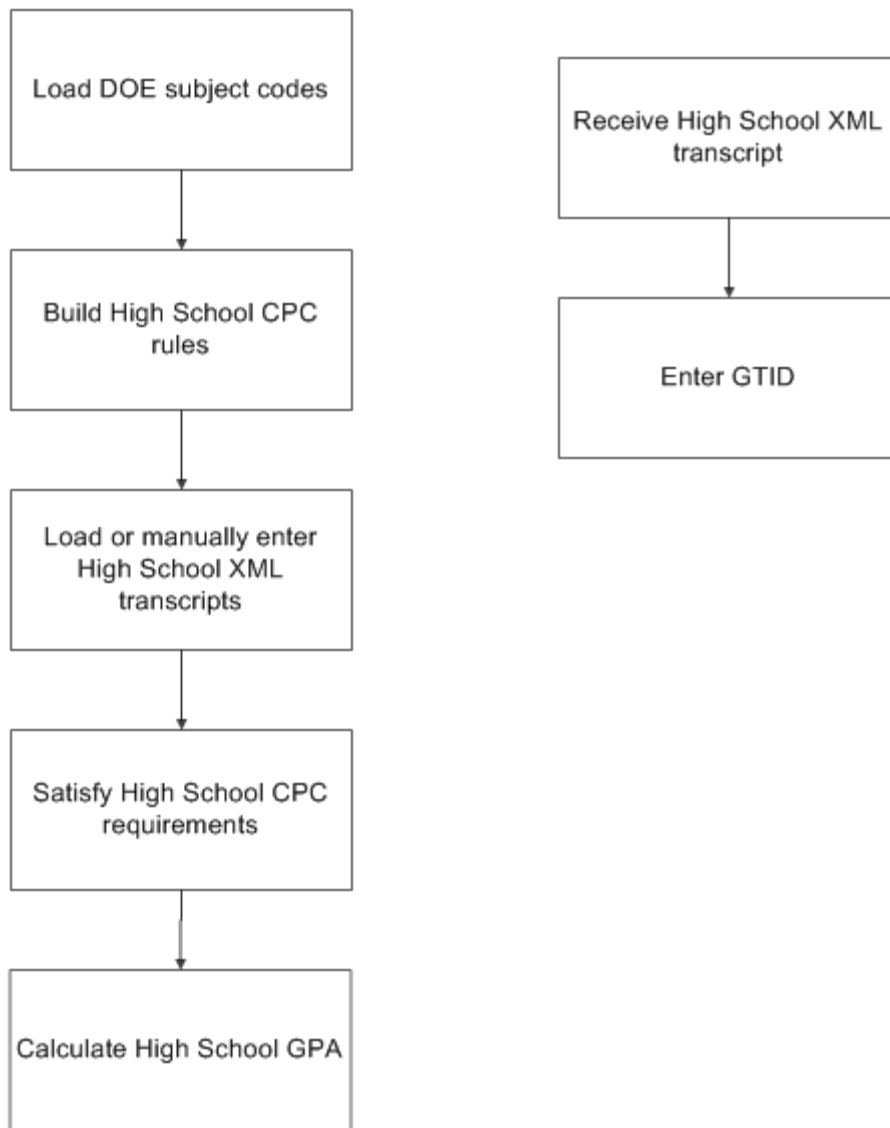 Load DOE subject codes
Build High School CPC
rules
Load or manually enter
High School XML
transcripts
Satisfy High School CPC
requirements
Calculate High School GPA
Receive High School XML
transcript
Enter GTID